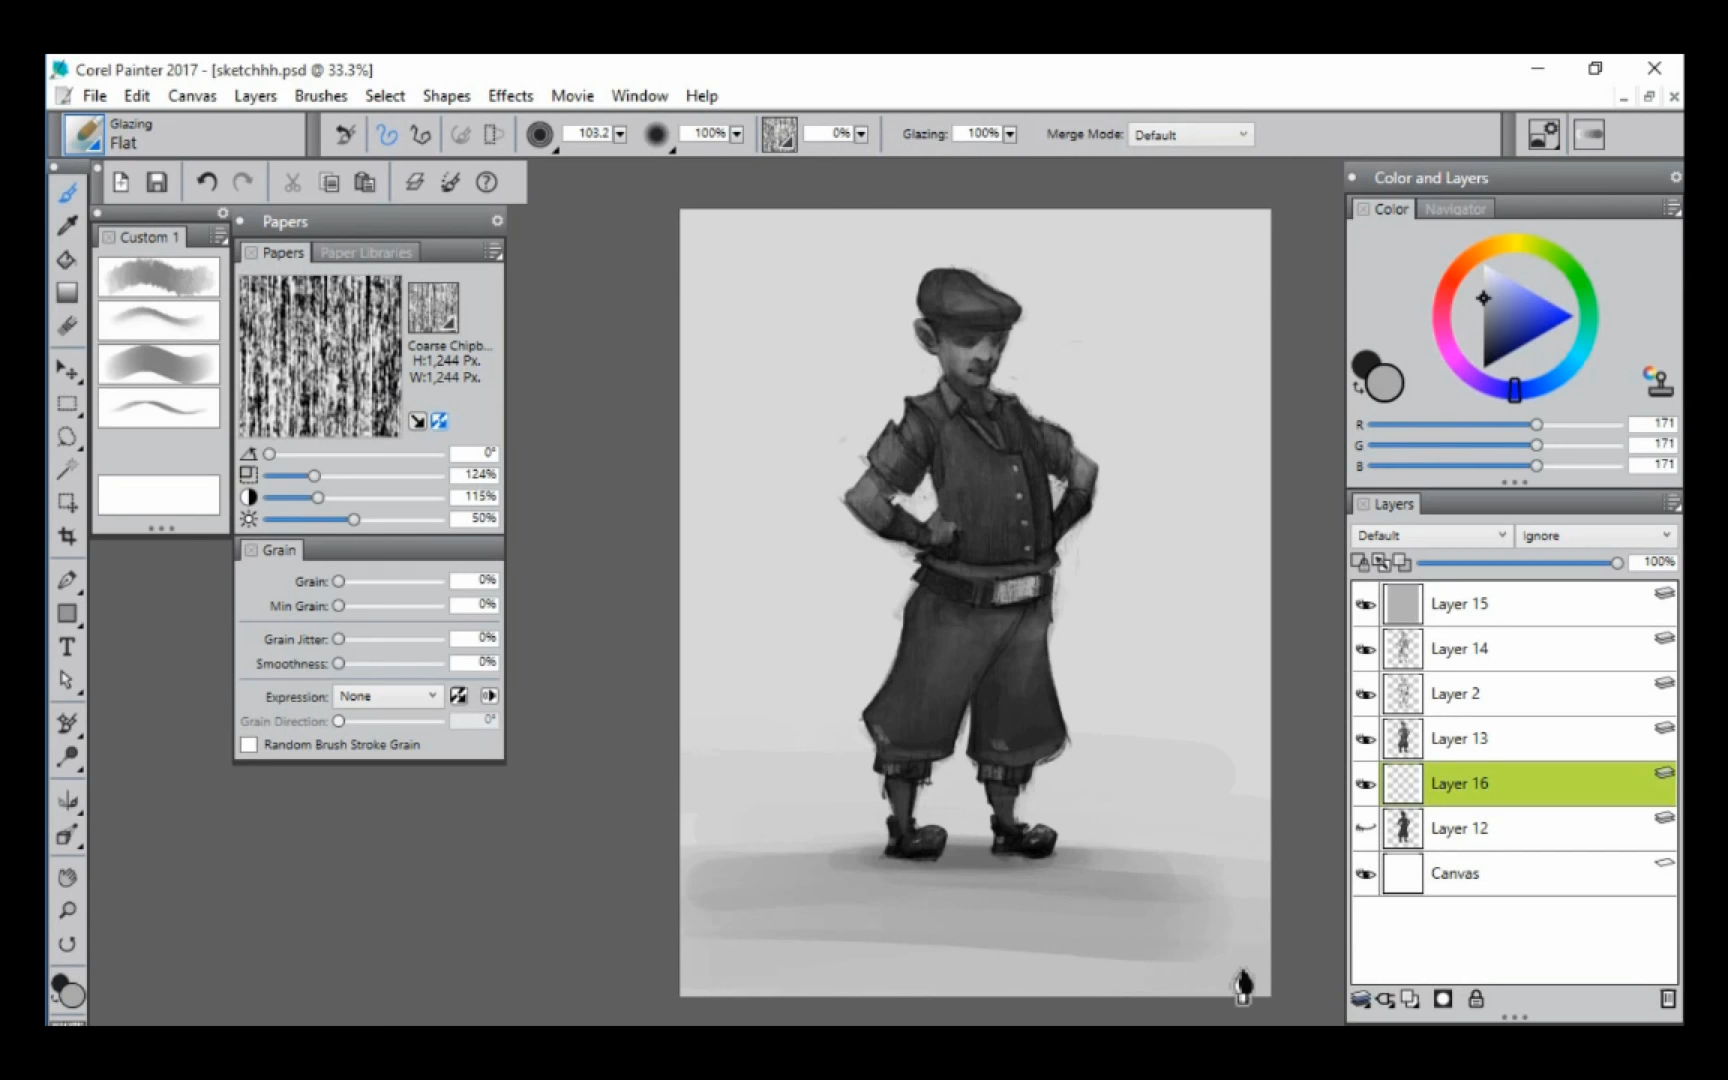 Corel Painter 2017 - [sketchhh.psd @ 33.3%]
File Edit Canvas Layers Brushes Select Shapes Effects Movie Window Help
Glazing
Flat
103.2
100%
0%
Glazing: 100%
Merge Mode: Default
Custom 1
Papers
Papers Paper Libraries
Coarse Chipb...
H:1,244 Px.
W:1,244 Px.
0°
124%
115%
50%
Grain
Grain: 0%
Min Grain: 0%
Grain Jitter: 0%
Smoothness: 0%
Expression: None
Grain Direction: 0°
Random Brush Stroke Grain
Color and Layers
Color Navigator
R 171
G 171
B 171
Layers
Default Ignore
100%
Layer 15
Layer 14
Layer 2
Layer 13
Layer 16
Layer 12
Canvas